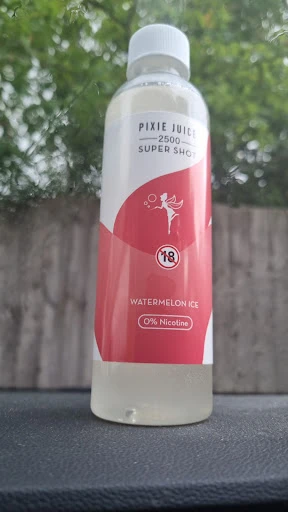 PIXIE JUICE
2500
SUPER SHOT
18
WATERMELON ICE
0% Nicotine